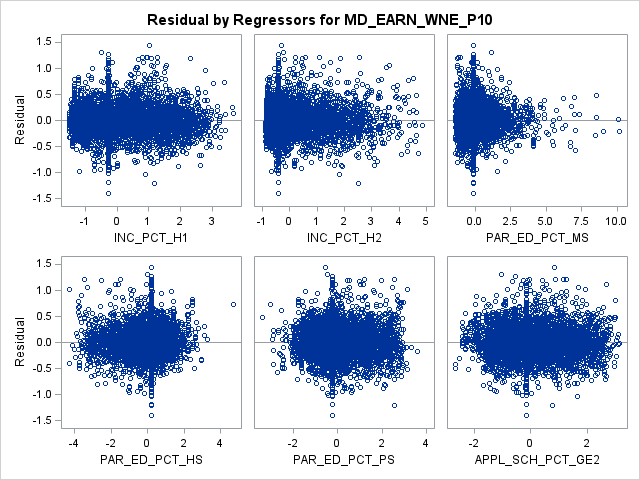 Residual by Regressors for MD_EARN_WNE_P10
Residual
1.5
1.0
0.5
0.0
-0.5
-1.0
-1.5
-1 0 1 2 3
INC_PCT_H1
-1 0 1 2 3 4 5
INC_PCT_H2
0.0 2.5 5.0 7.5 10.0
PAR_ED_PCT_MS
Residual
1.5
1.0
0.5
0.0
-0.5
-1.0
-1.5
-4 -2 0 2 4
PAR_ED_PCT_HS
-2 0 2 4
PAR_ED_PCT_PS
-2 0 2
APPL_SCH_PCT_GE2